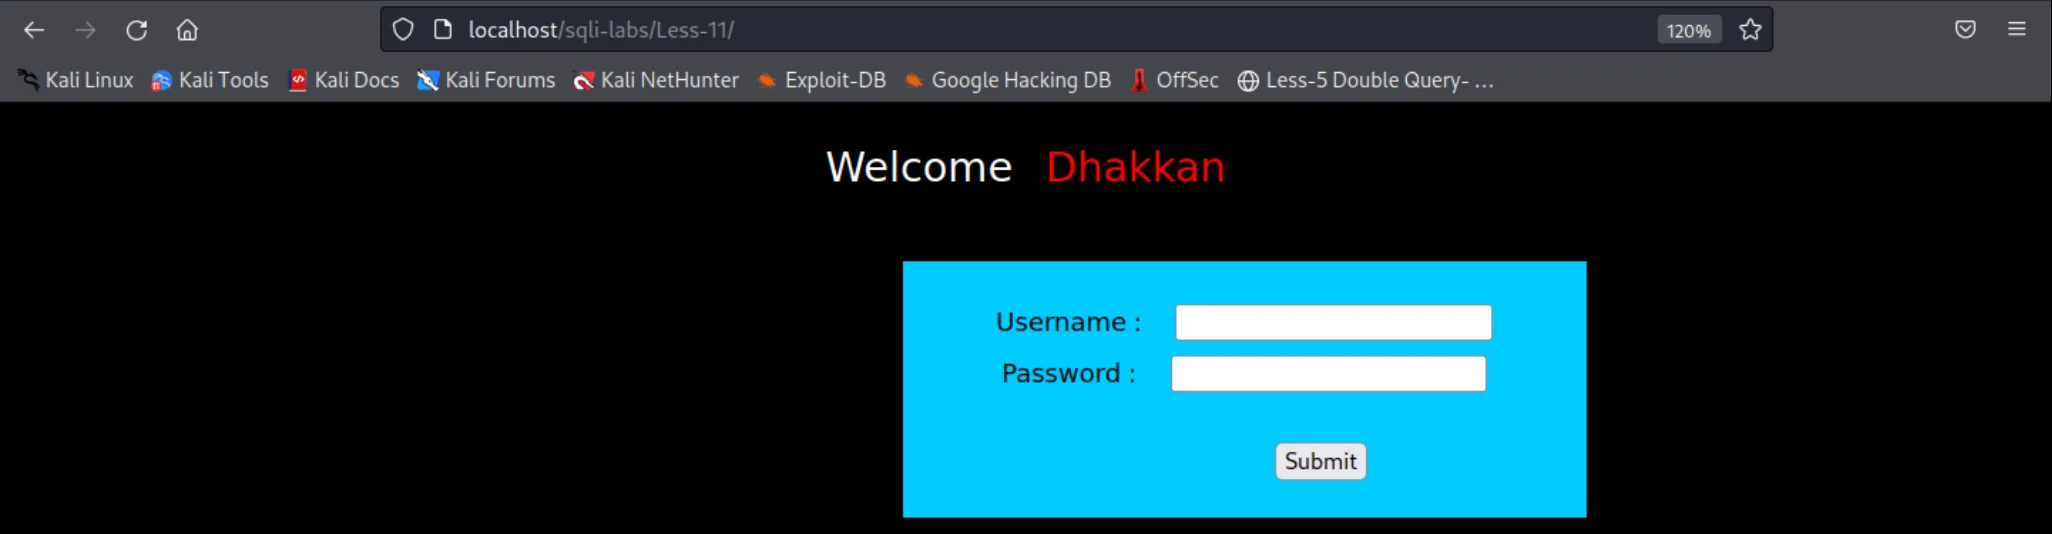 localhost/sqli-labs/Less-11/ 120%
Kali Linux Kali Tools Kali Docs Kali Forums Kali NetHunter Exploit-DB Google Hacking DB OffSec Less-5 Double Query- ...
Welcome Dhakkan
Username :
Password :
Submit